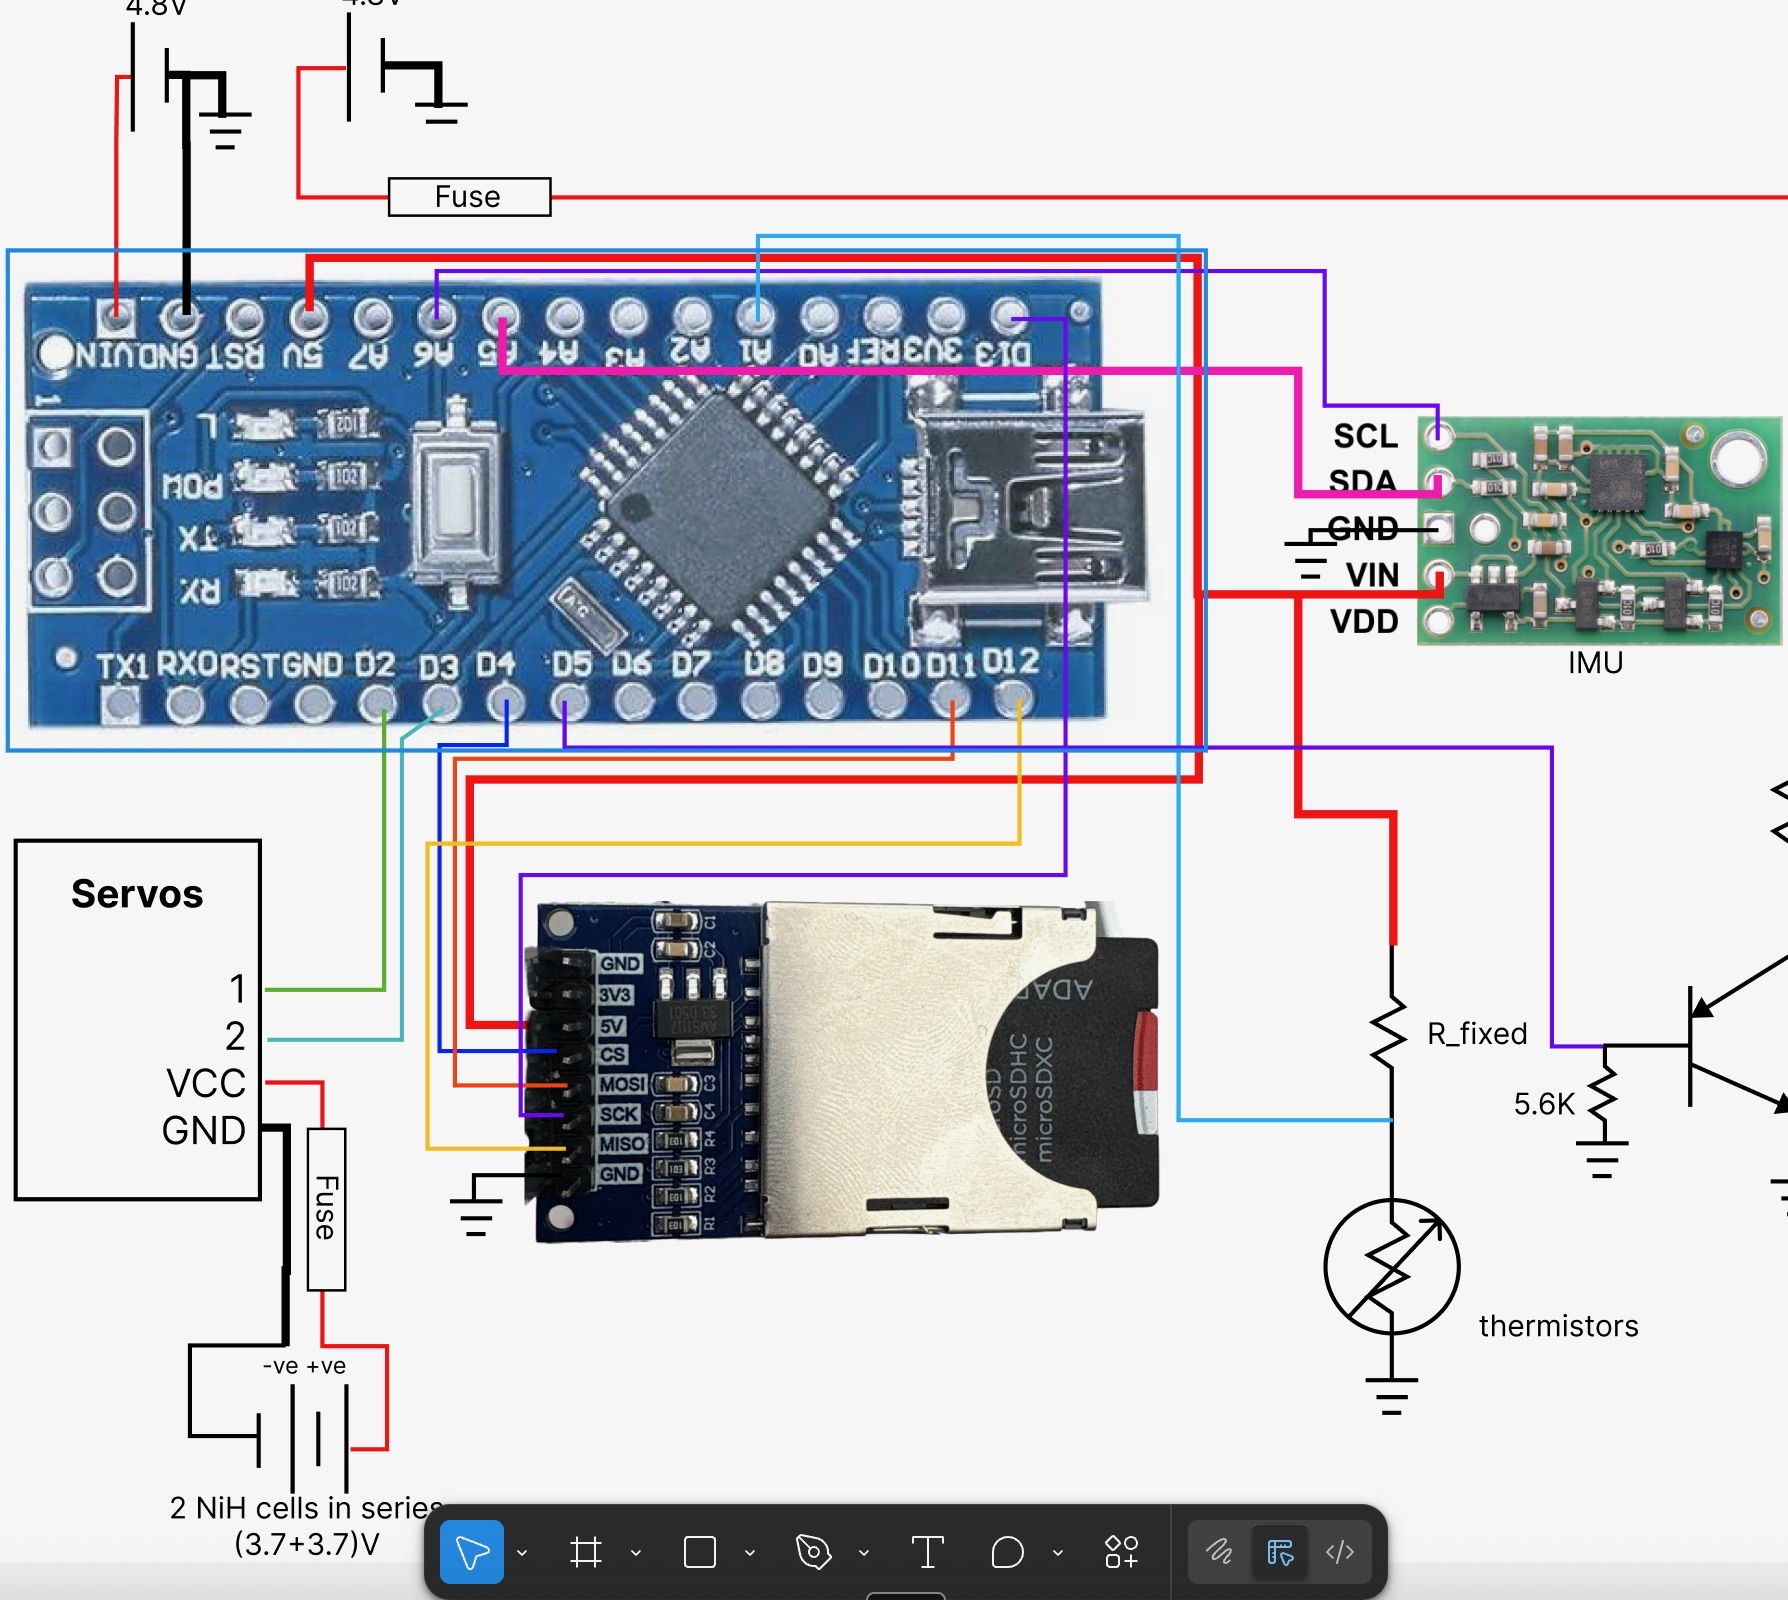 4.8V
Fuse
VIN
GND
RST
5V
A7
A6
A5
A4
A3
A2
A1
A0
REF
3V3
D13
1
L
POW
TX
RX
TX1 RX0 RST GND D2 D3 D4 D5 D6 D7 D8 D9 D10 D11 D12
SCL
SDA
GND
VIN
VDD
IMU
Servos
1
2
VCC
GND
Fuse
-ve +ve
2 NiH cells in series
(3.7+3.7)V
GND
3V3
5V
CS
MOSI
SCK
MISO
GND
C1
C2
C3
C4
R4
R3
R2
R1
ADA
microSDHC
microSDXC
R_fixed
5.6K
thermistors
T